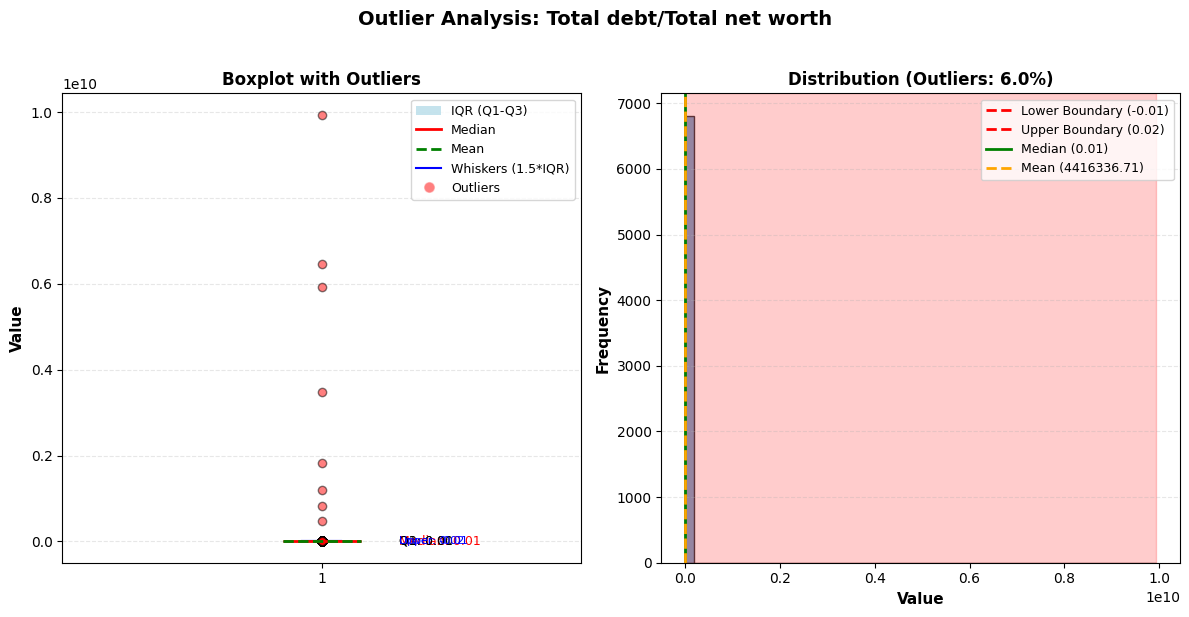 Outlier Analysis: Total debt/Total net worth
Boxplot with Outliers
1e10
Value
1.0
0.8
0.6
0.4
0.2
0.0
1
IQR (Q1-Q3)
Median
Mean
Whiskers (1.5*IQR)
Outliers
Distribution (Outliers: 6.0%)
Frequency
7000
6000
5000
4000
3000
2000
1000
0
0.0 0.2 0.4 0.6 0.8 1.0
1e10
Value
Lower Boundary (-0.01)
Upper Boundary (0.02)
Median (0.01)
Mean (4416336.71)